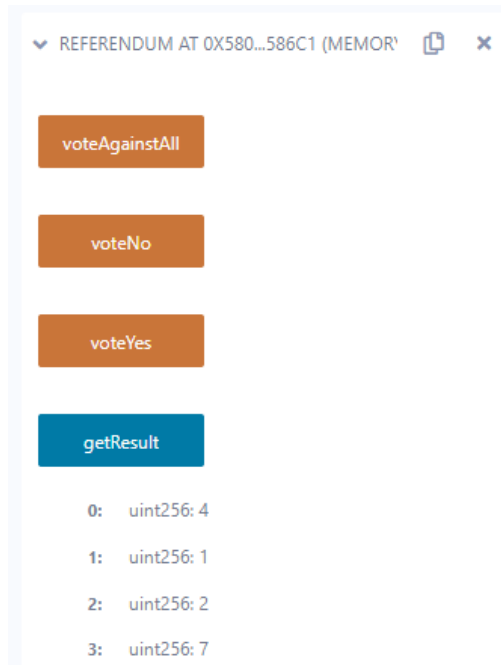 REFERENDUM AT 0X580...586C1 (MEMORY
voteAgainstAll
voteNo
voteYes
getResult
0: uint256: 4
1: uint256: 1
2: uint256: 2
3: uint256: 7